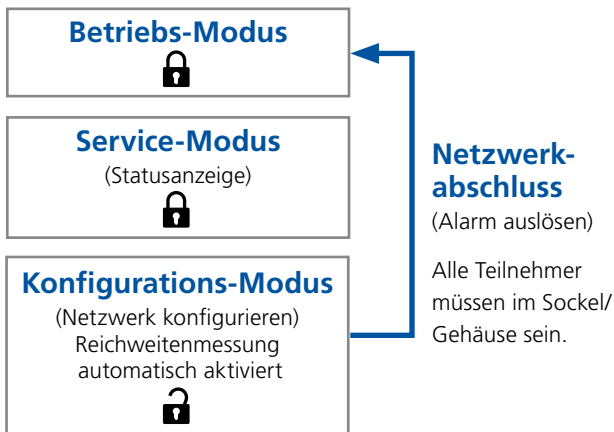 Betriebs-Modus
Service-Modus
(Statusanzeige)
Konfigurations-Modus
(Netzwerk konfigurieren)
Reichweitenmessung
automatisch aktiviert
Netzwerk-
abschluss
(Alarm auslösen)
Alle Teilnehmer
müssen im Sockel/
Gehäuse sein.